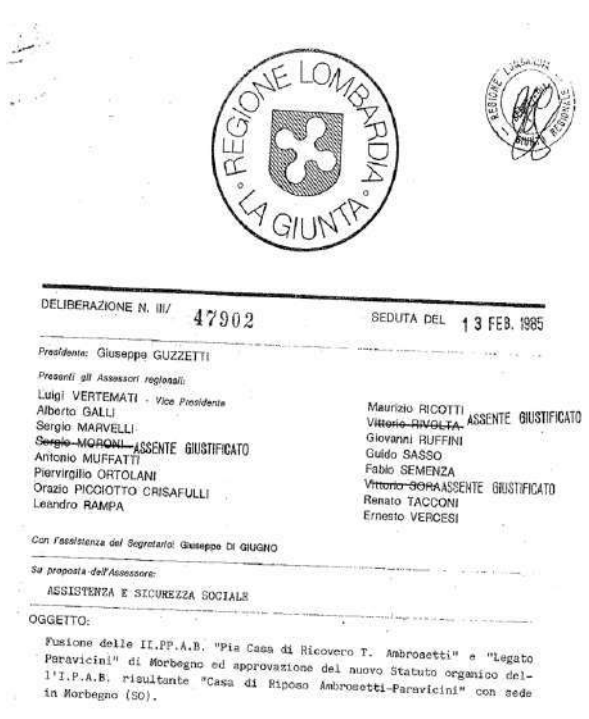 REGIONE LOMBARDIA
LA GIUNTA
REGIONE LOMBARDIA
GIUNTA REGIONALE
DELIBERAZIONE N. III/ 47902 SEDUTA DEL 13 FEB. 1985
Presidente: Giuseppe GUZZETTI
Presenti gli Assessori regionali:
Luigi VERTEMATI - Vice Presidente
Alberto GALLI
Sergio MARVELLI
Sergio MORONI ASSENTE GIUSTIFICATO
Antonio MUFFATTI
Piervirgilio ORTOLANI
Orazio PICCIOTTO CRISAFULLI
Leandro RAMPA
Maurizio RICOTTI
Vittorio RIVOLTA ASSENTE GIUSTIFICATO
Giovanni RUFFINI
Guido SASSO
Fabio SEMENZA
Vittorio SORA ASSENTE GIUSTIFICATO
Renato TACCONI
Ernesto VERCESI
Con l'assistenza del Segretario: Giuseppe DI GIUGNO
Su proposta dell'Assessore:
ASSISTENZA E SICUREZZA SOCIALE
OGGETTO:
Fusione delle II.PP.A.B. "Pia Casa di Ricovero T. Ambrosetti" e "Legato
Paravicini" di Morbegno ed approvazione del nuovo Statuto organico del-
l'I.P.A.B. risultante "Casa di Riposo Ambrosetti-Paravicini" con sede
in Morbegno (SO).